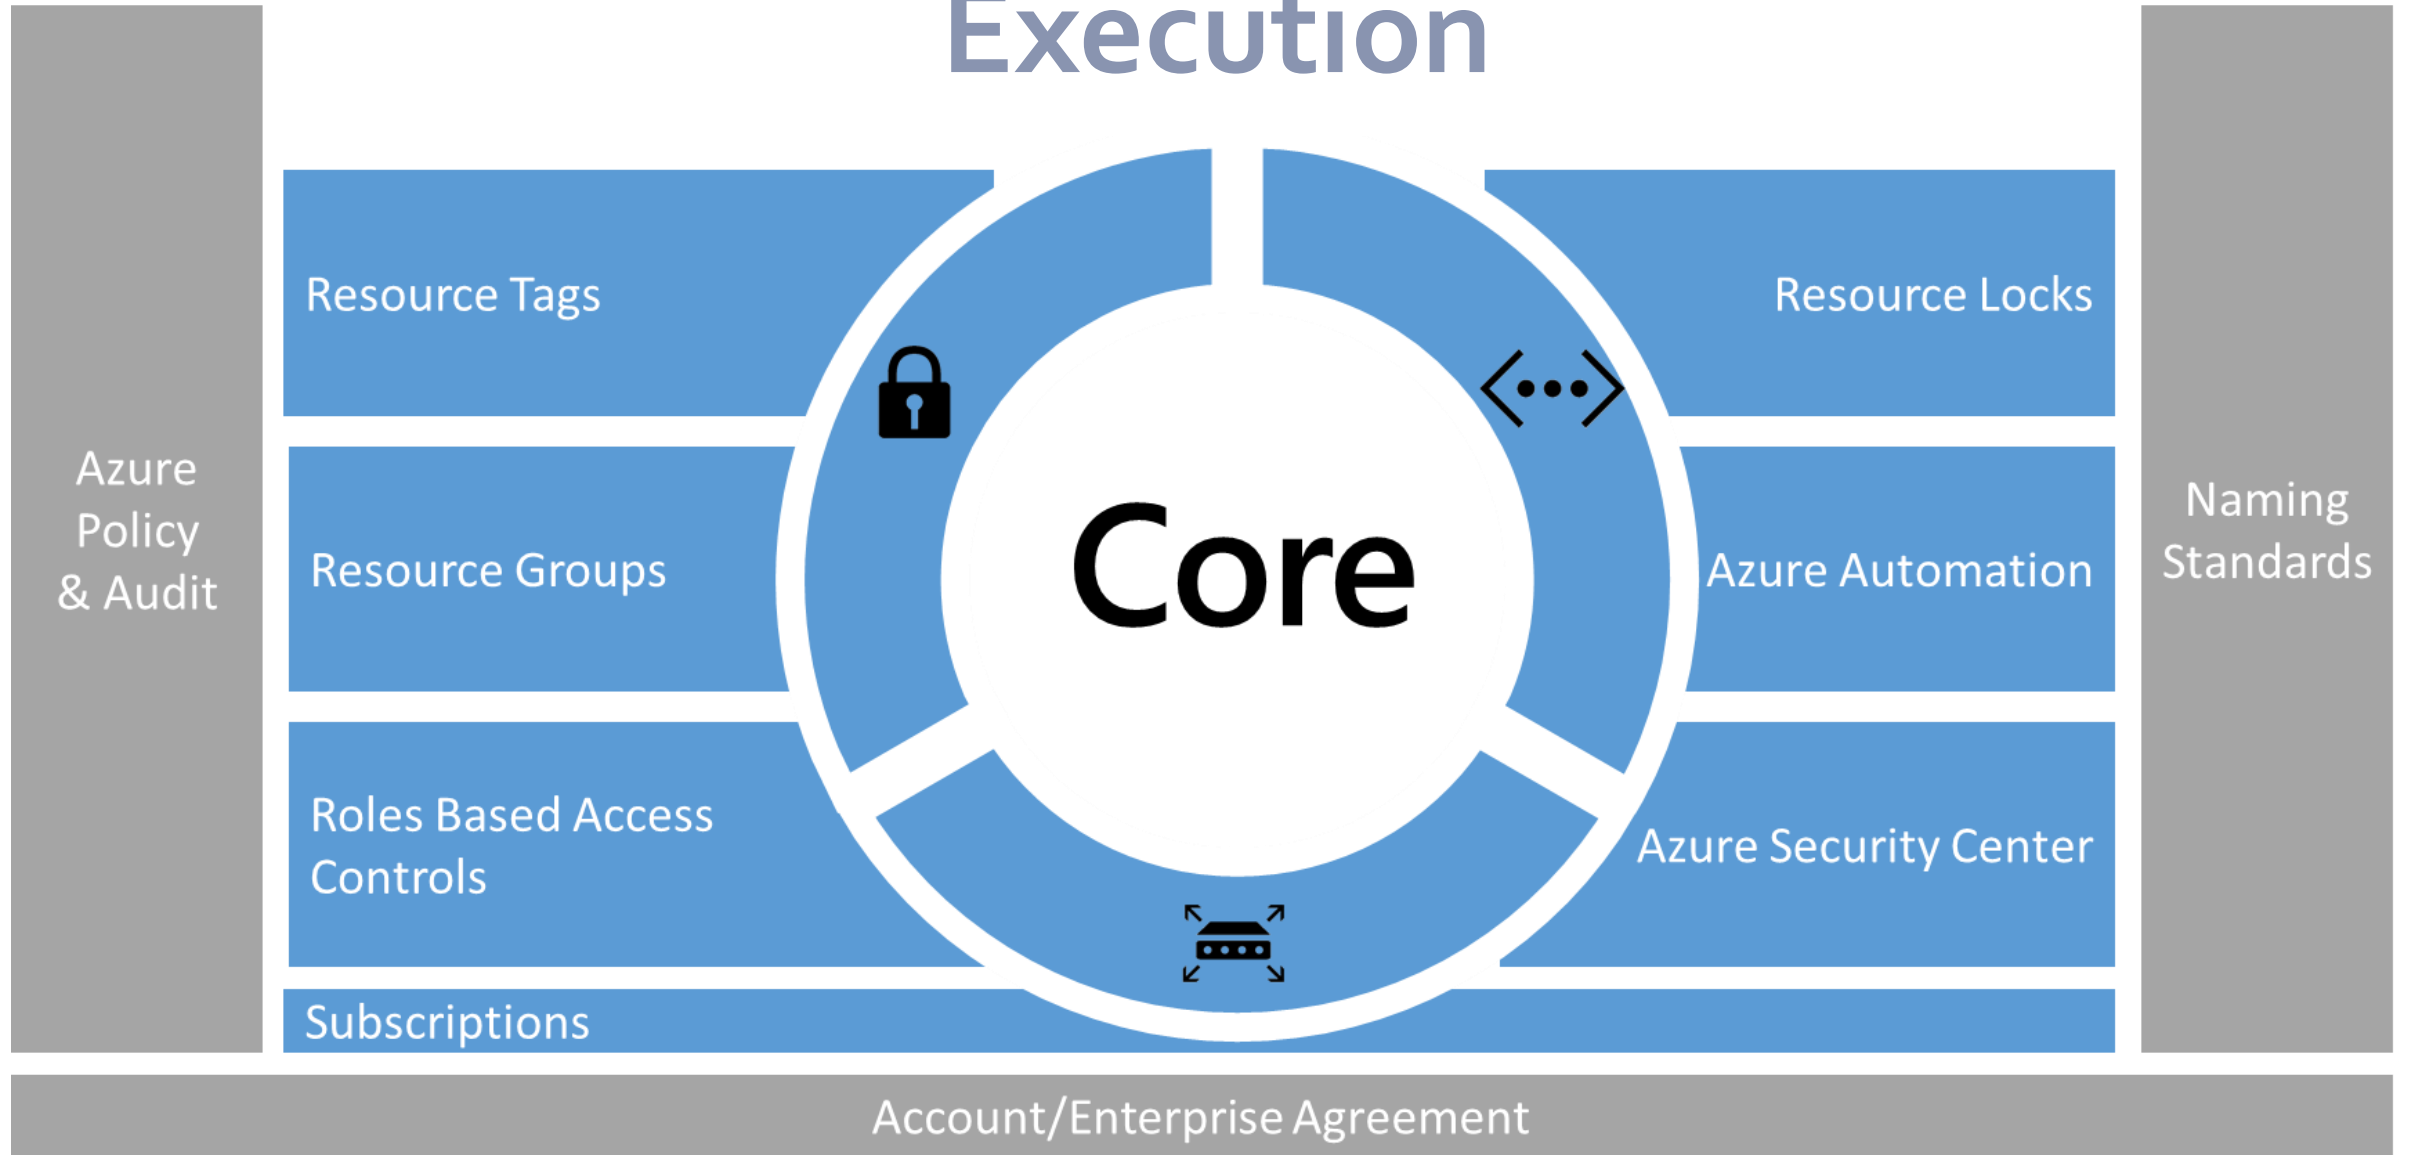 Execution
Resource Tags
Resource Locks
Azure
Policy
& Audit
Resource Groups
Core
Azure Automation
Naming
Standards
Roles Based Access
Controls
Azure Security Center
Subscriptions
Account/Enterprise Agreement